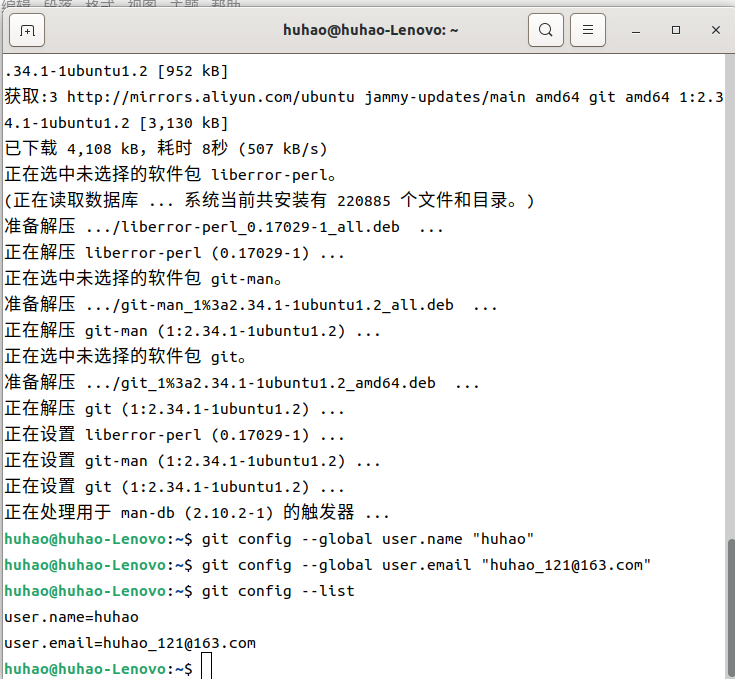 编辑 段落 格式 视图 主题 帮助
huhao@huhao-Lenovo: ~
.34.1-1ubuntu1.2 [952 kB]
获取:3 http://mirrors.aliyun.com/ubuntu jammy-updates/main amd64 git amd64 1:2.3
4.1-1ubuntu1.2 [3,130 kB]
已下载 4,108 kB，耗时 8秒 (507 kB/s)
正在选中未选择的软件包 liberror-perl。
(正在读取数据库 ... 系统当前共安装有 220885 个文件和目录。)
准备解压 .../liberror-perl_0.17029-1_all.deb  ...
正在解压 liberror-perl (0.17029-1) ...
正在选中未选择的软件包 git-man。
准备解压 .../git-man_1%3a2.34.1-1ubuntu1.2_all.deb  ...
正在解压 git-man (1:2.34.1-1ubuntu1.2) ...
正在选中未选择的软件包 git。
准备解压 .../git_1%3a2.34.1-1ubuntu1.2_amd64.deb  ...
正在解压 git (1:2.34.1-1ubuntu1.2) ...
正在设置 liberror-perl (0.17029-1) ...
正在设置 git-man (1:2.34.1-1ubuntu1.2) ...
正在设置 git (1:2.34.1-1ubuntu1.2) ...
正在处理用于 man-db (2.10.2-1) 的触发器 ...
huhao@huhao-Lenovo:~$ git config --global user.name "huhao"
huhao@huhao-Lenovo:~$ git config --global user.email "huhao_121@163.com"
huhao@huhao-Lenovo:~$ git config --list
user.name=huhao
user.email=huhao_121@163.com
huhao@huhao-Lenovo:~$